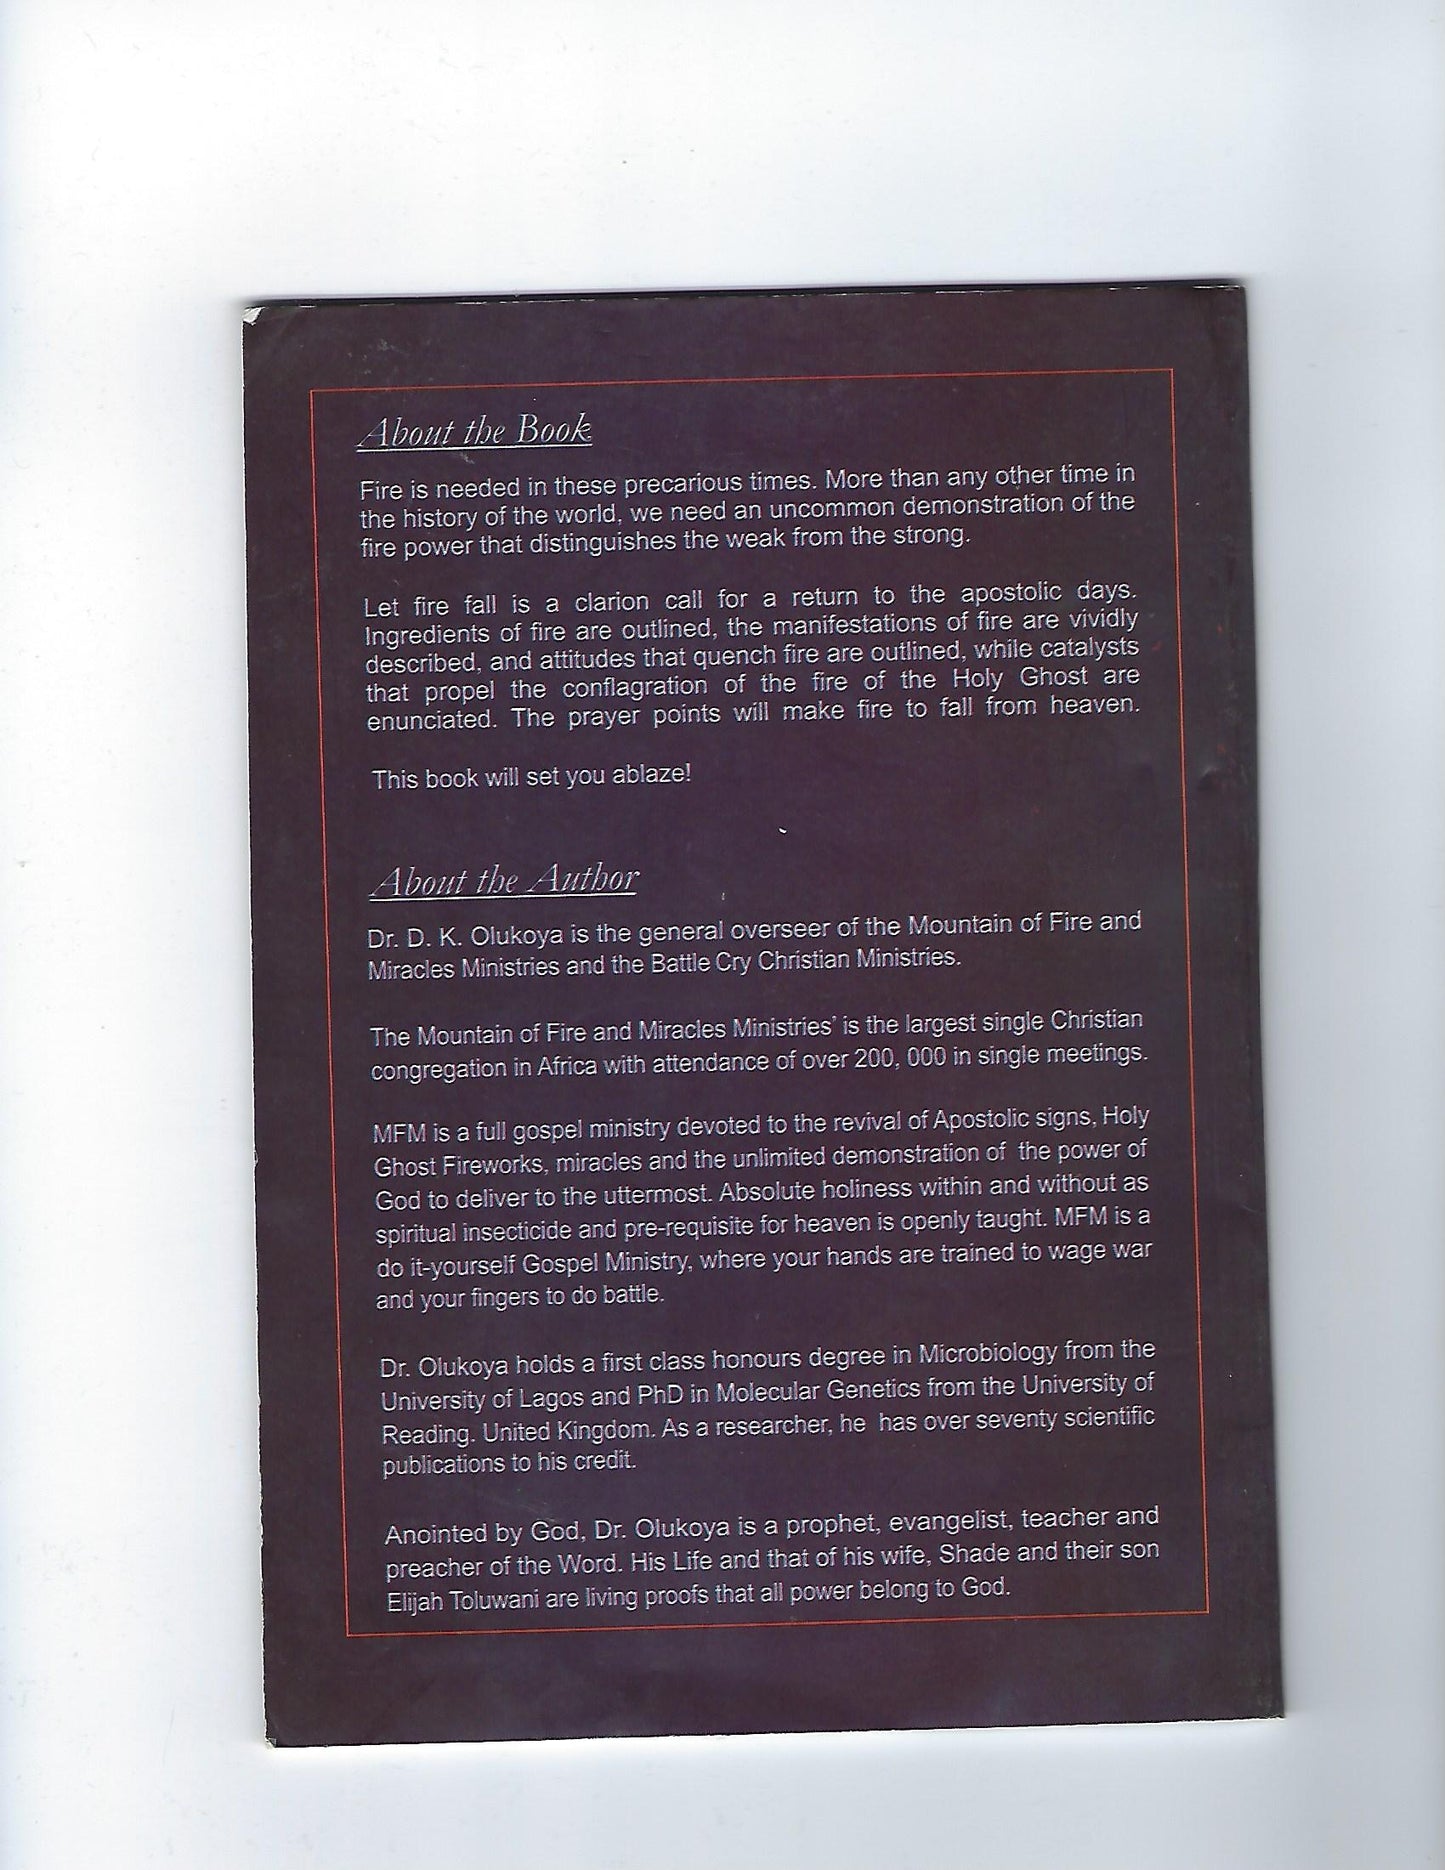 About the Book
Fire is needed in these precarious times. More than any other time in
the history of the world, we need an uncommon demonstration of the
fire power that distinguishes the weak from the strong.
Let fire fall is a clarion call for a return to the apostolic days.
Ingredients of fire are outlined, the manifestations of fire are vividly
described, and attitudes that quench fire are outlined, while catalysts
that propel the conflagration of the fire of the Holy Ghost are
enunciated. The prayer points will make fire to fall from heaven.
This book will set you ablaze!
About the Author
Dr. D. K. Olukoya is the general overseer of the Mountain of Fire and
Miracles Ministries and the Battle Cry Christian Ministries.
The Mountain of Fire and Miracles Ministries' is the largest single Christian
congregation in Africa with attendance of over 200, 000 in single meetings.
MFM is a full gospel ministry devoted to the revival of Apostolic signs, Holy
Ghost Fireworks, miracles and the unlimited demonstration of the power of
God to deliver to the uttermost. Absolute holiness within and without as
spiritual insecticide and pre-requisite for heaven is openly taught. MFM is a
do it-yourself Gospel Ministry, where your hands are trained to wage war
and your fingers to do battle.
Dr. Olukoya holds a first class honours degree in Microbiology from the
University of Lagos and PhD in Molecular Genetics from the University of
Reading. United Kingdom. As a researcher, he has over seventy scientific
publications to his credit.
Anointed by God, Dr. Olukoya is a prophet, evangelist, teacher and
preacher of the Word. His Life and that of his wife, Shade and their son
Elijah Toluwani are living proofs that all power belong to God.